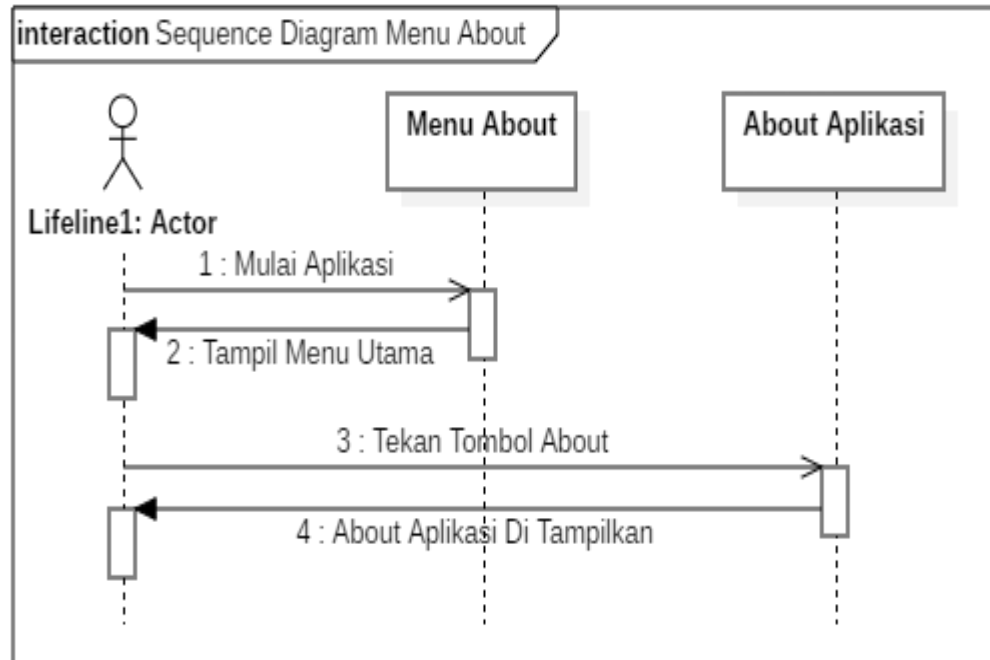 interaction Sequence Diagram Menu About
Menu About
About Aplikasi
Lifeline1: Actor
1 : Mulai Aplikasi
2 : Tampil Menu Utama
3 : Tekan Tombol About
4 : About Aplikasi Di Tampilkan